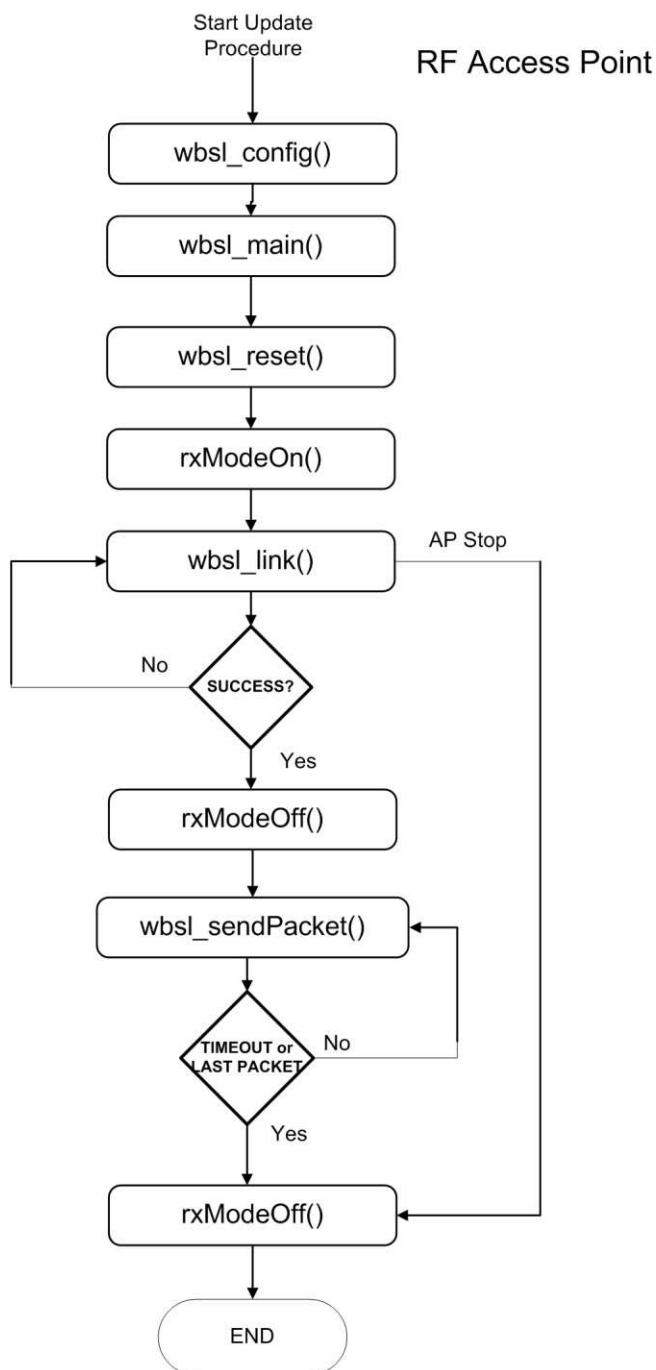 Start Update
Procedure
RF Access Point
wbsl_config()
wbsl_main()
wbsl_reset()
rxModeOn()
wbsl_link()
AP Stop
No
SUCCESS?
Yes
rxModeOff()
wbsl_sendPacket()
TIMEOUT or
LAST PACKET
No
Yes
rxModeOff()
END